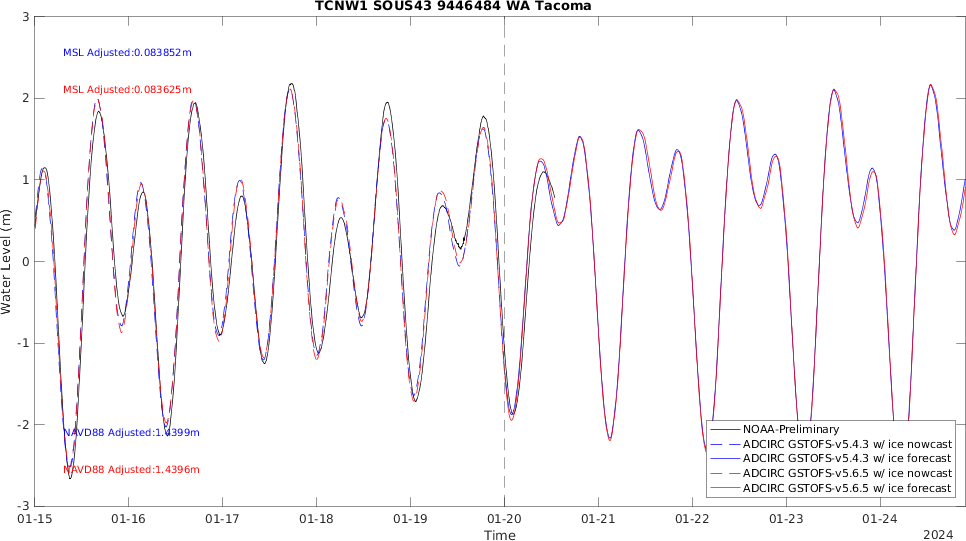 TCNW1 SOUS43 9446484 WA Tacoma
3
MSL Adjusted:0.083852m
MSL Adjusted:0.083625m
2
1
0
-1
-2
-3
Water Level (m)
NAVD88 Adjusted:1.4399m
NAVD88 Adjusted:1.4396m
NOAA-Preliminary
ADCIRC GSTOFS-v5.4.3 w/ ice nowcast
ADCIRC GSTOFS-v5.4.3 w/ ice forecast
ADCIRC GSTOFS-v5.6.5 w/ ice nowcast
ADCIRC GSTOFS-v5.6.5 w/ ice forecast
01-15 01-16 01-17 01-18 01-19 01-20 01-21 01-22 01-23 01-24
Time
2024